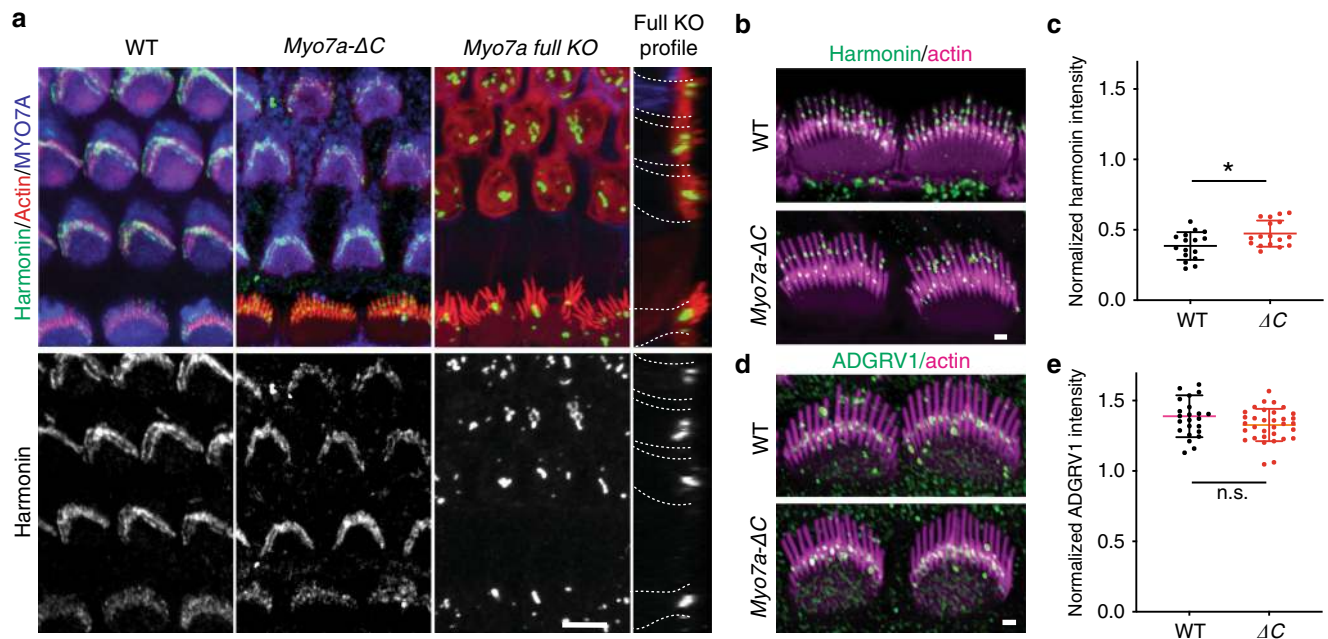 a
WT
Myo7a-ΔC
Myo7a full KO
Full KO
profile
Harmonin/Actin/MYO7A
Harmonin
b
Harmonin/actin
WT
Myo7a-ΔC
c
Normalized harmonin intensity
1.5
1.0
0.5
0.0
*
WT
ΔC
d
ADGRV1/actin
WT
Myo7a-ΔC
e
Normalized ADGRV1 intensity
1.5
1.0
1.5
0.0
n.s.
WT
ΔC